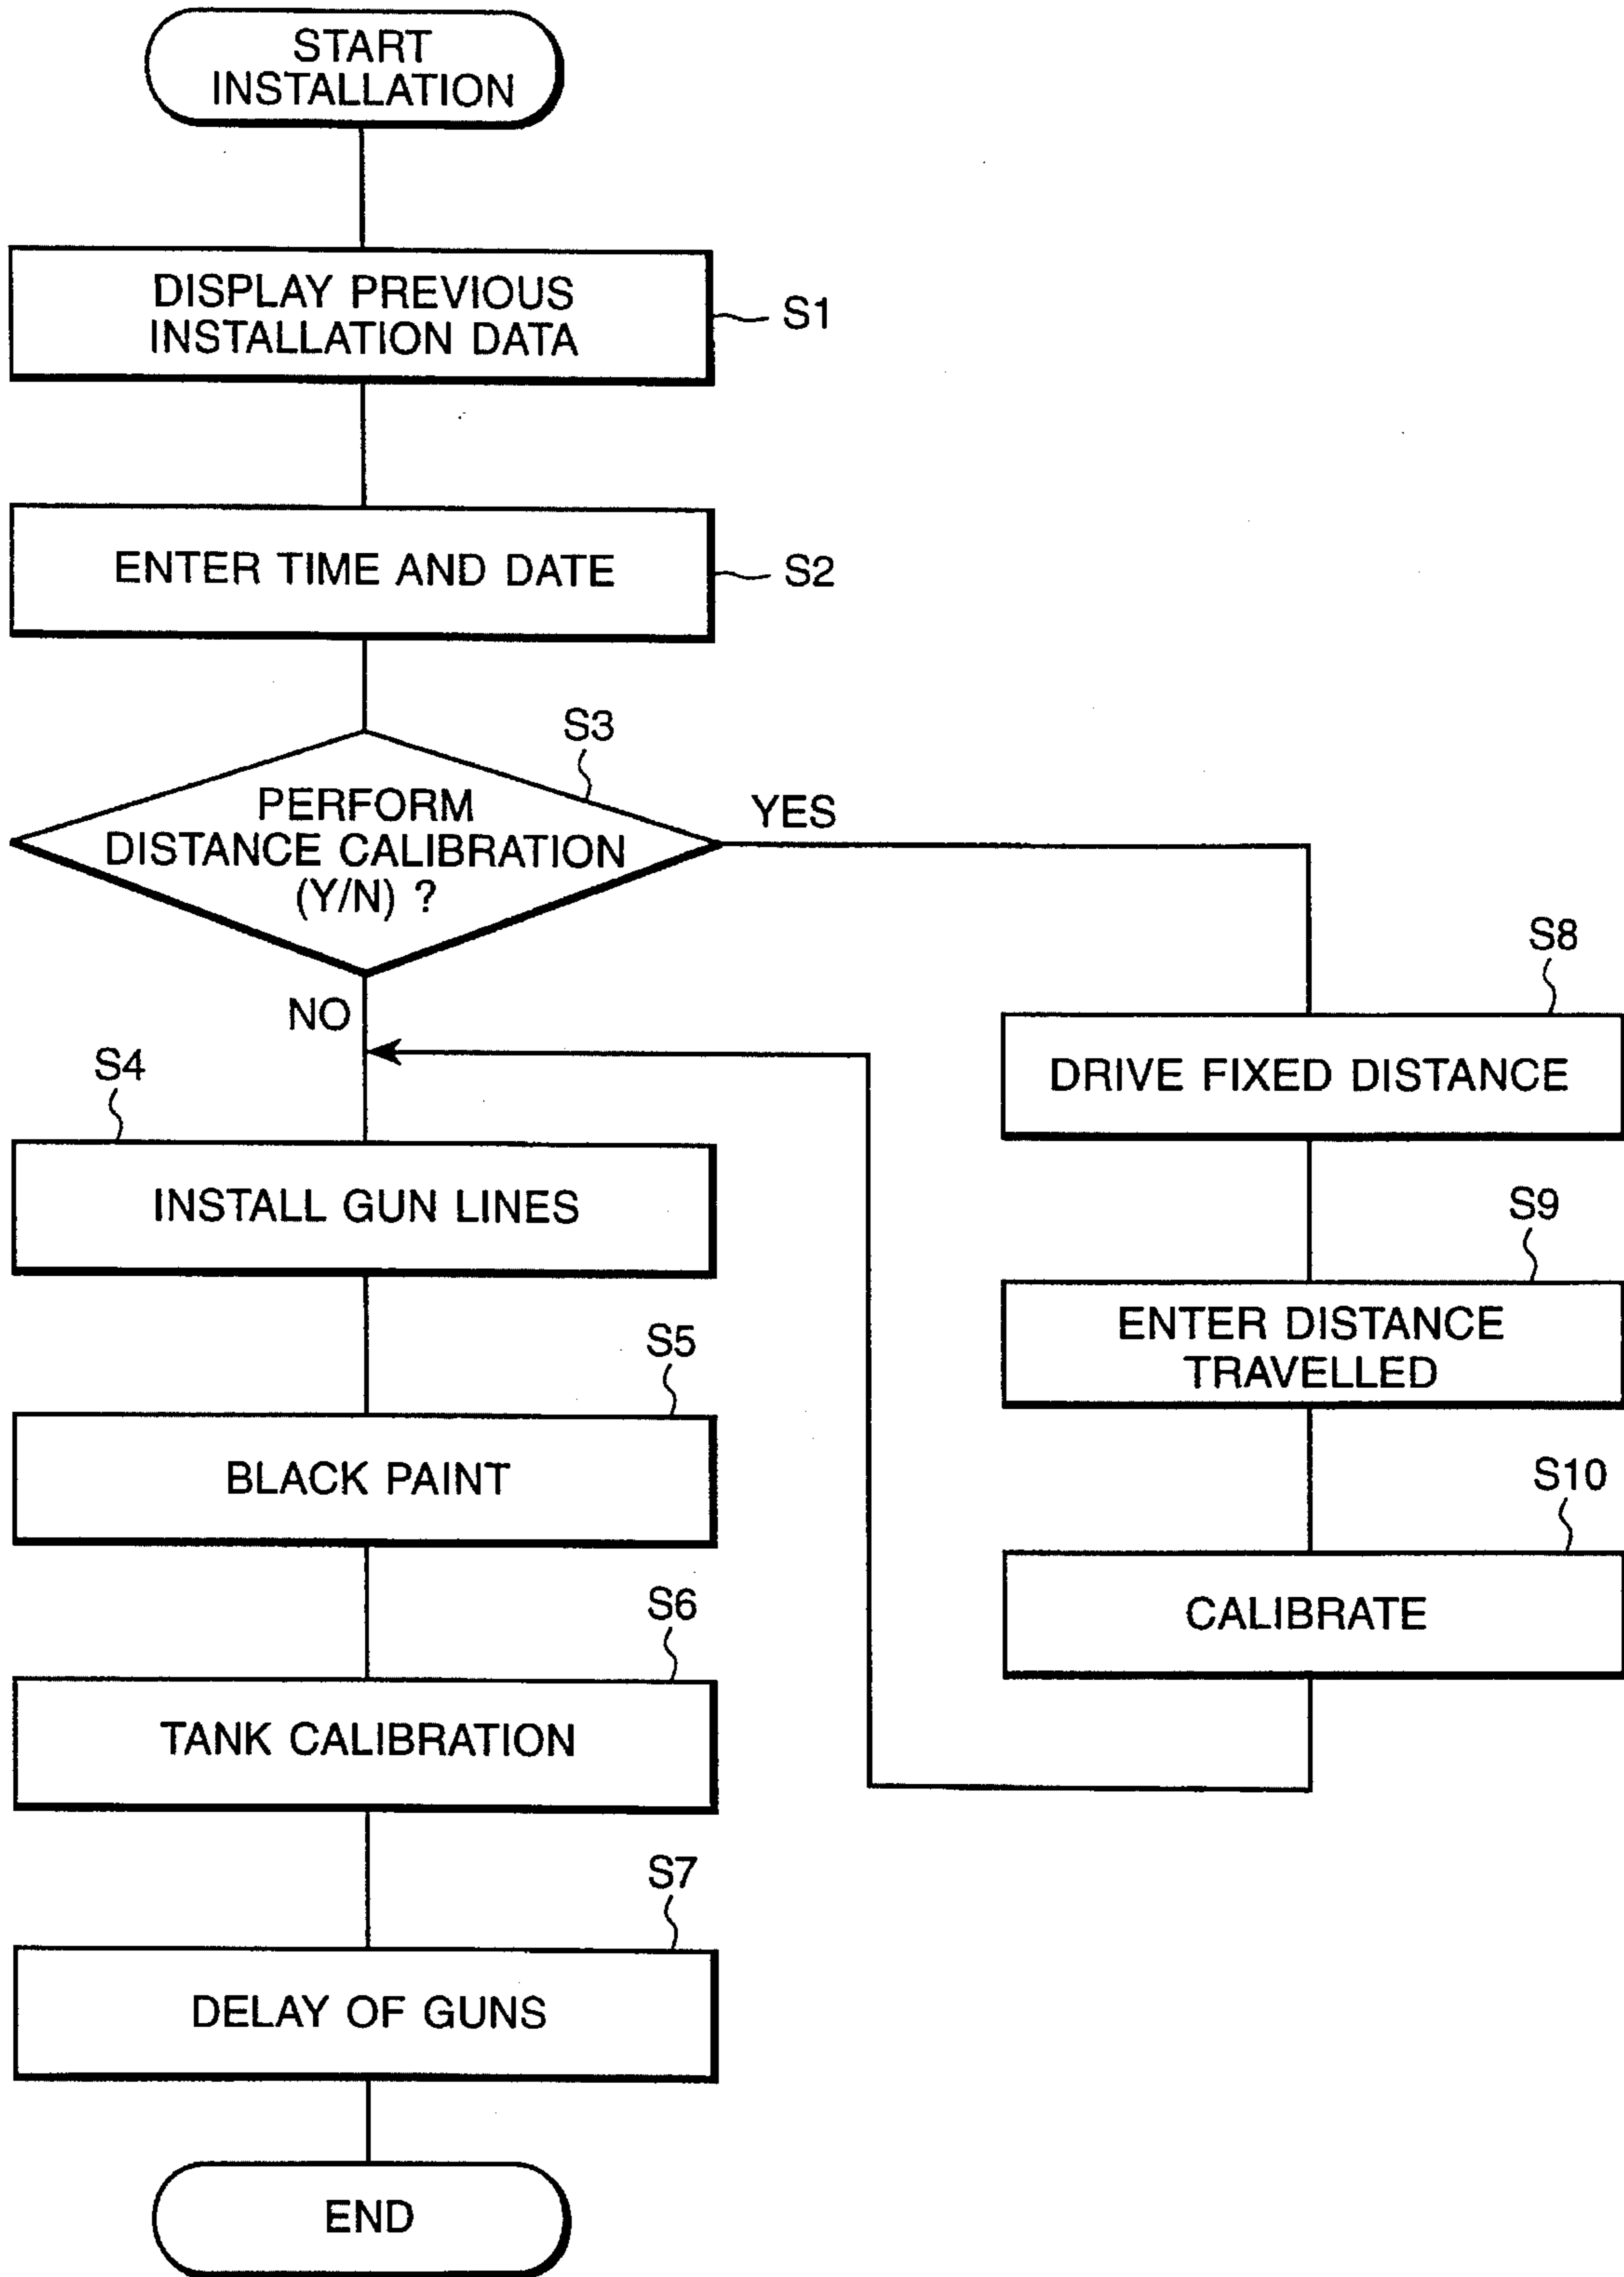 START
INSTALLATION
DISPLAY PREVIOUS
INSTALLATION DATA
S1
ENTER TIME AND DATE
S2
S3
PERFORM
DISTANCE CALIBRATION
(Y/N) ?
YES
NO
S4
INSTALL GUN LINES
S5
BLACK PAINT
S6
TANK CALIBRATION
S7
DELAY OF GUNS
END
S8
DRIVE FIXED DISTANCE
S9
ENTER DISTANCE
TRAVELLED
S10
CALIBRATE